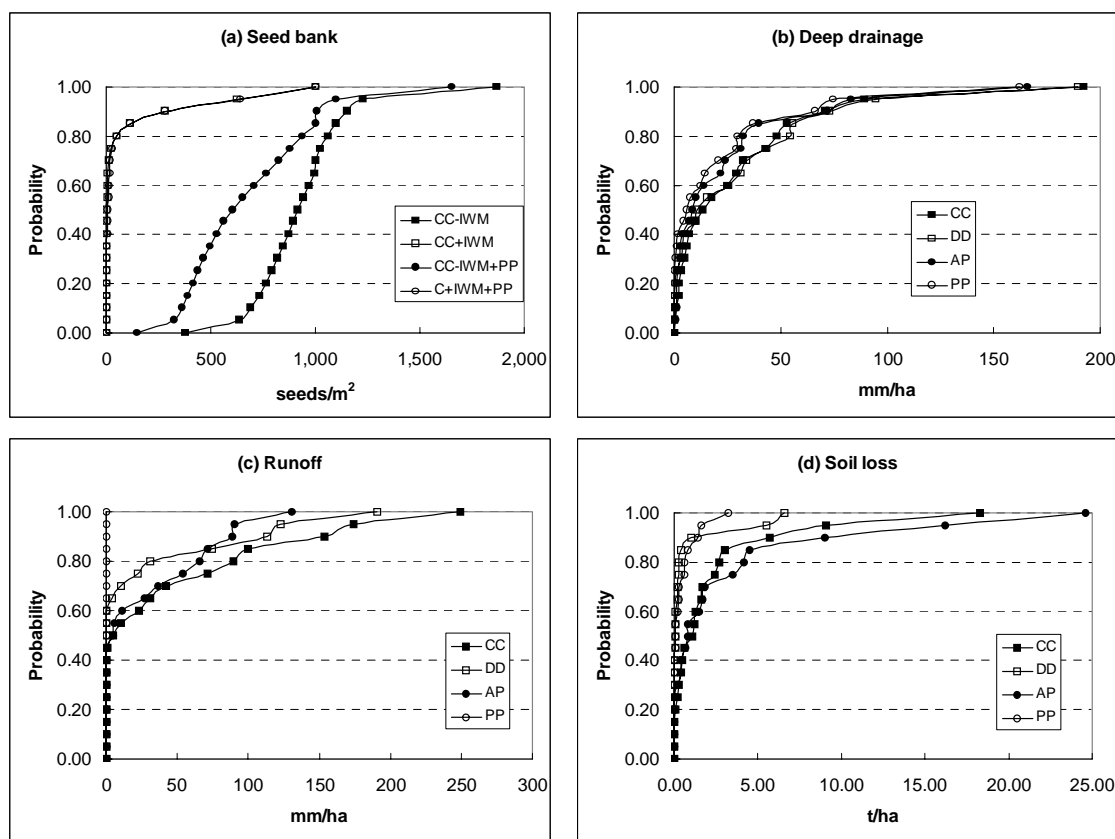 (a) Seed bank
Probability
1.00
0.80
0.60
0.40
0.20
0.00
0
500
1,000
1,500
2,000
seeds/m²
CC-IWM
CC+IWM
CC-IWM+PP
C+IWM+PP
(b) Deep drainage
Probability
1.00
0.80
0.60
0.40
0.20
0.00
0
50
100
150
200
mm/ha
CC
DD
AP
PP
(c) Runoff
Probability
1.00
0.80
0.60
0.40
0.20
0.00
0
50
100
150
200
250
300
mm/ha
CC
DD
AP
PP
(d) Soil loss
Probability
1.00
0.80
0.60
0.40
0.20
0.00
0.00
5.00
10.00
15.00
20.00
25.00
t/ha
CC
DD
AP
PP